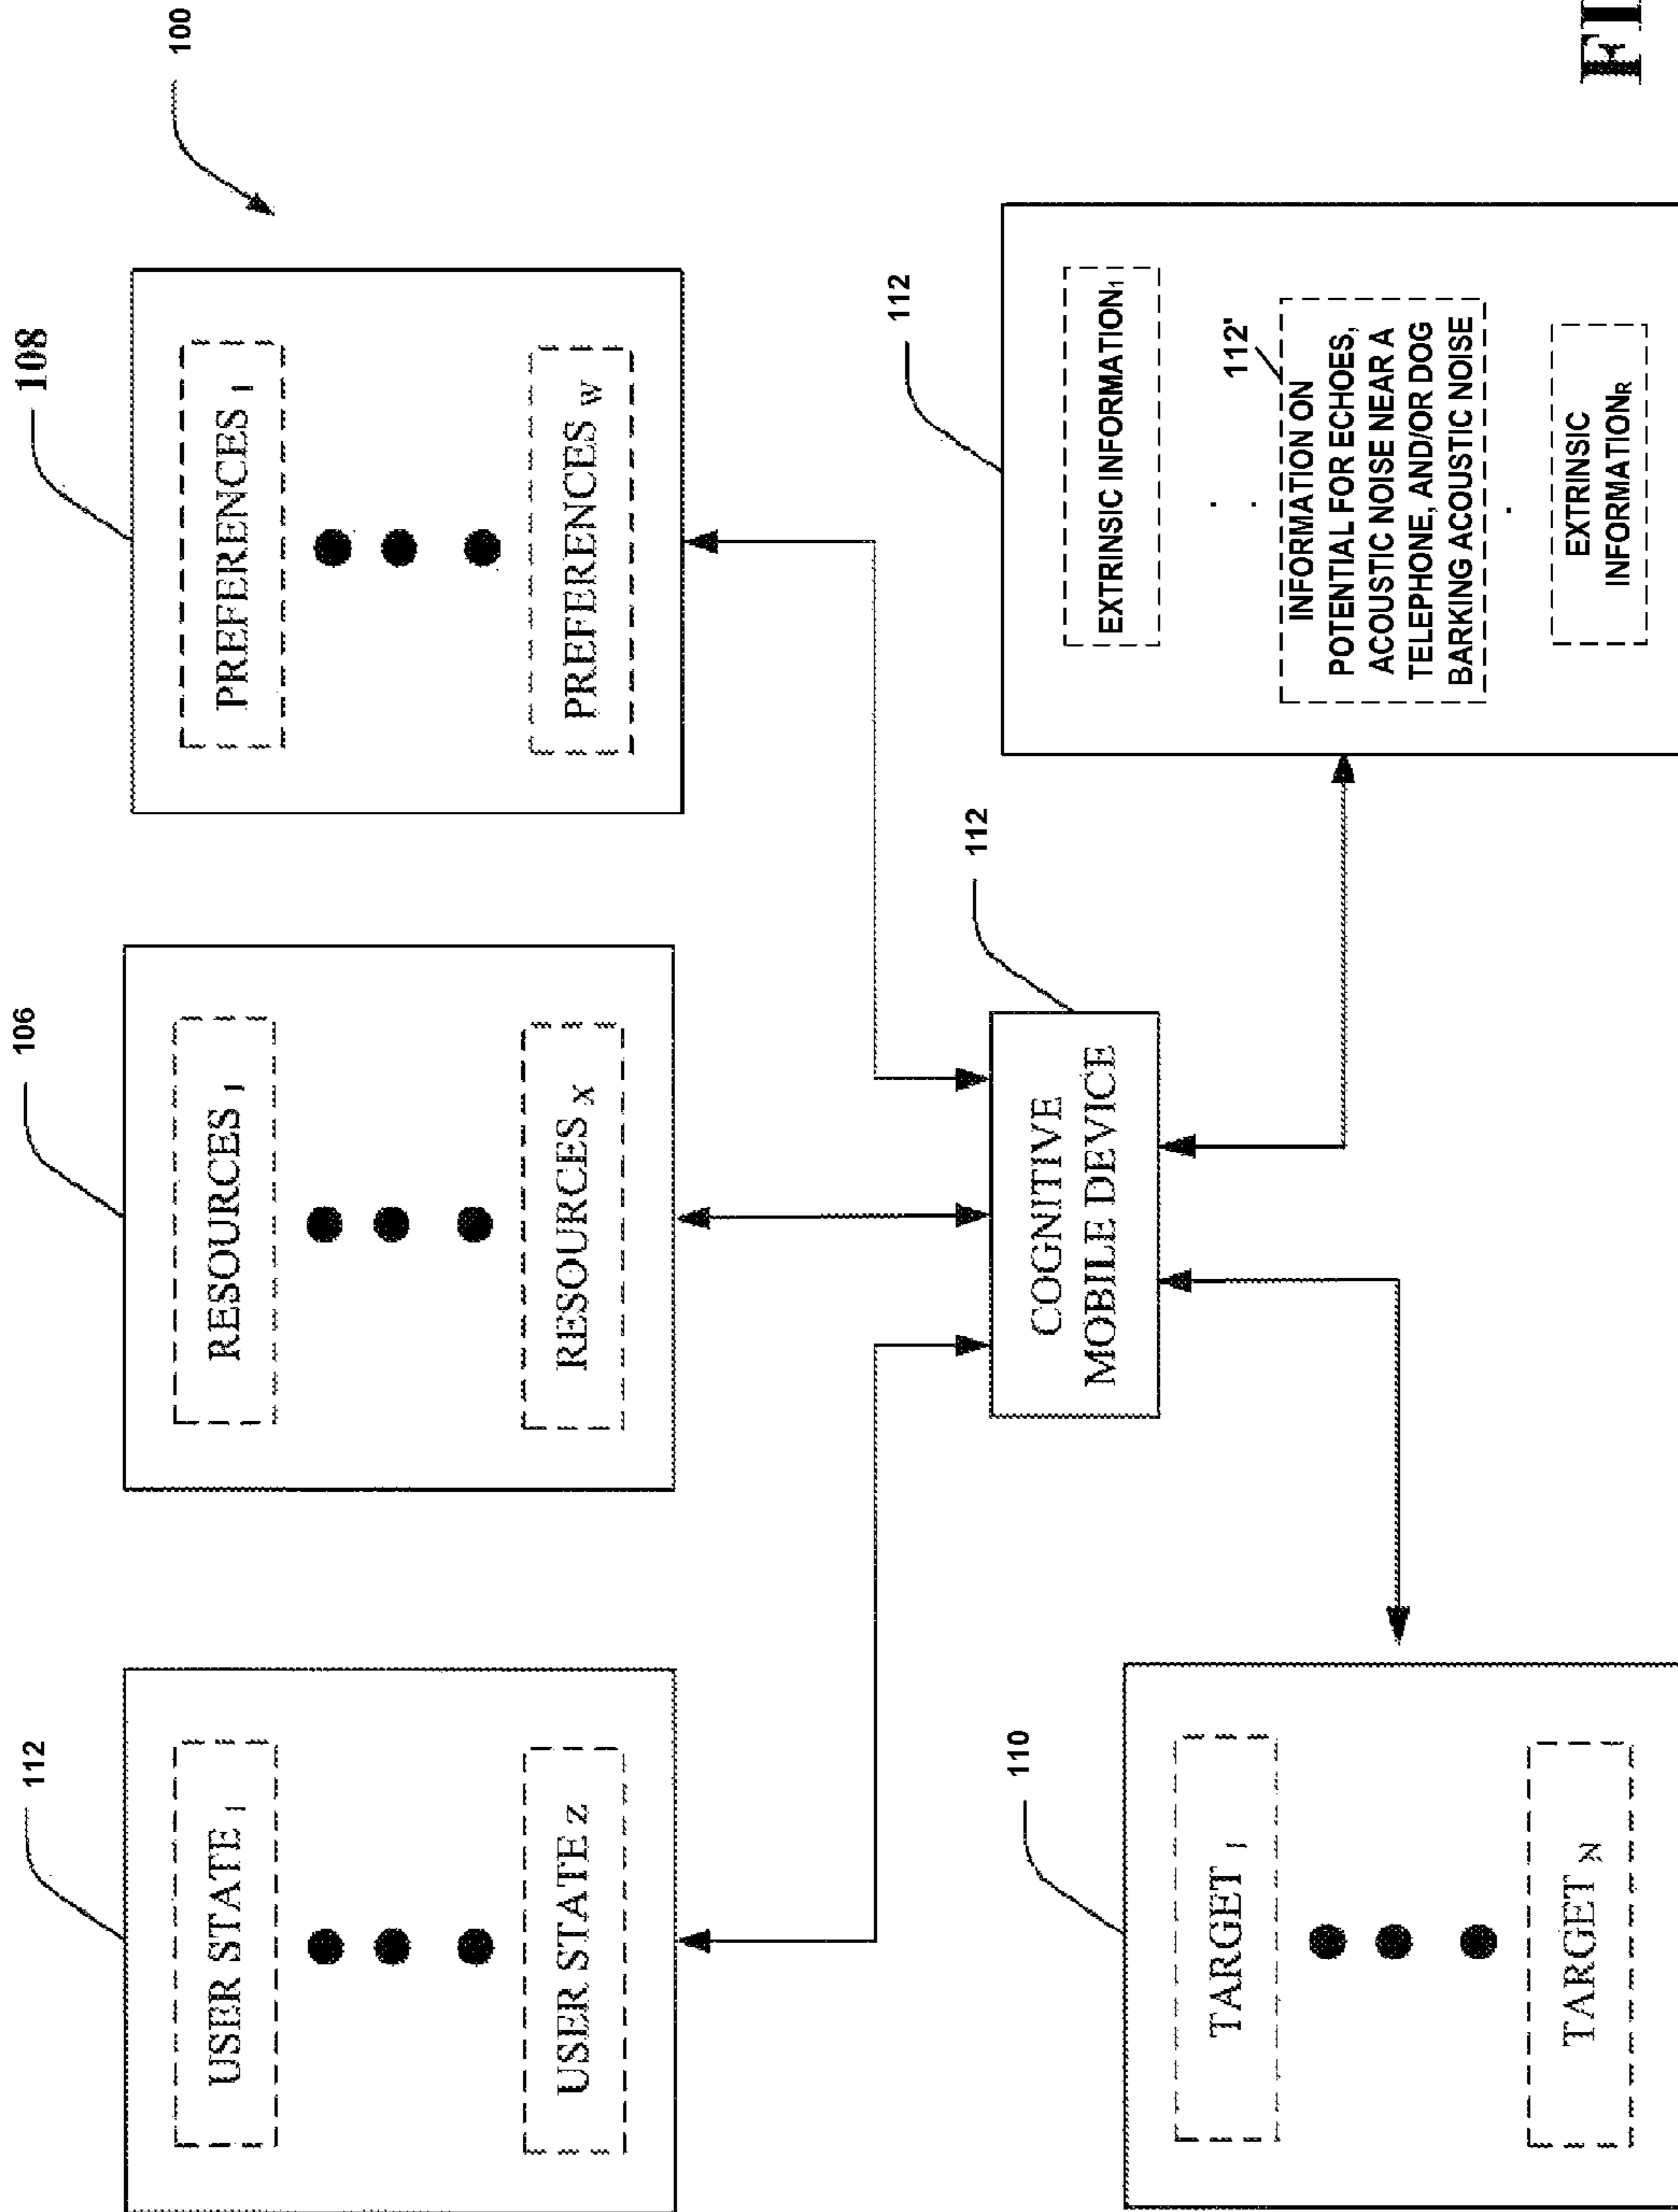 100
112
USER STATE 1
USER STATE Z
106
RESOURCES 1
RESOURCES X
108
PREFERENCES 1
PREFERENCES W
112
COGNITIVE
MOBILE DEVICE
110
TARGET 1
TARGET N
112
EXTRINSIC INFORMATION1
112'
INFORMATION ON
POTENTIAL FOR ECHOES,
ACOUSTIC NOISE NEAR A
TELEPHONE, AND/OR DOG
BARKING ACOUSTIC NOISE
EXTRINSIC
INFORMATIONR